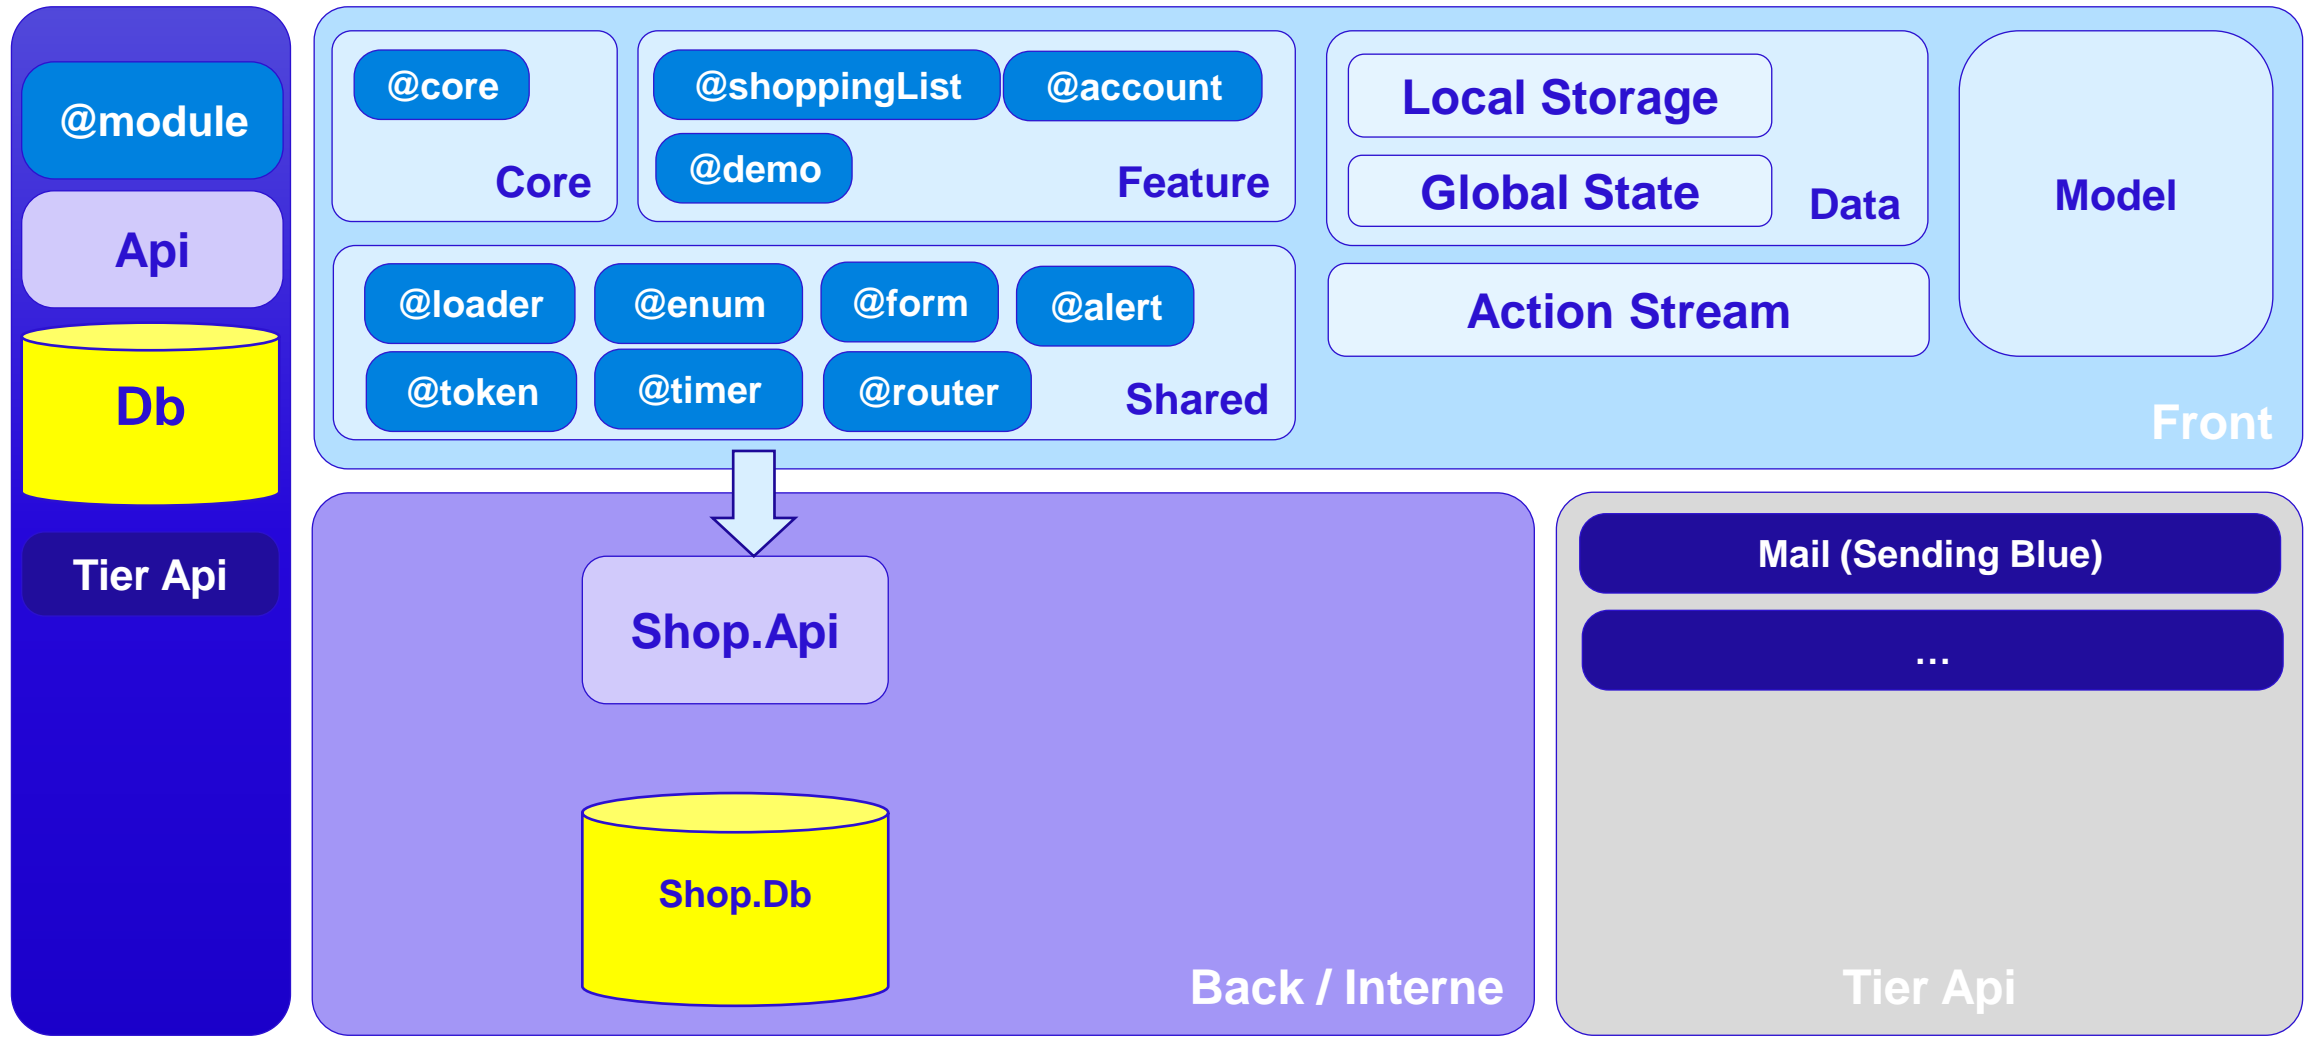 @module
Api
Db
Tier Api
@core
Core
@shoppingList
@account
@demo
Feature
Local Storage
Global State
Data
Model
@loader
@enum
@form
@alert
@token
@timer
@router
Shared
Action Stream
Front
Shop.Api
Shop.Db
Back / Interne
Mail (Sending Blue)
...
Tier Api